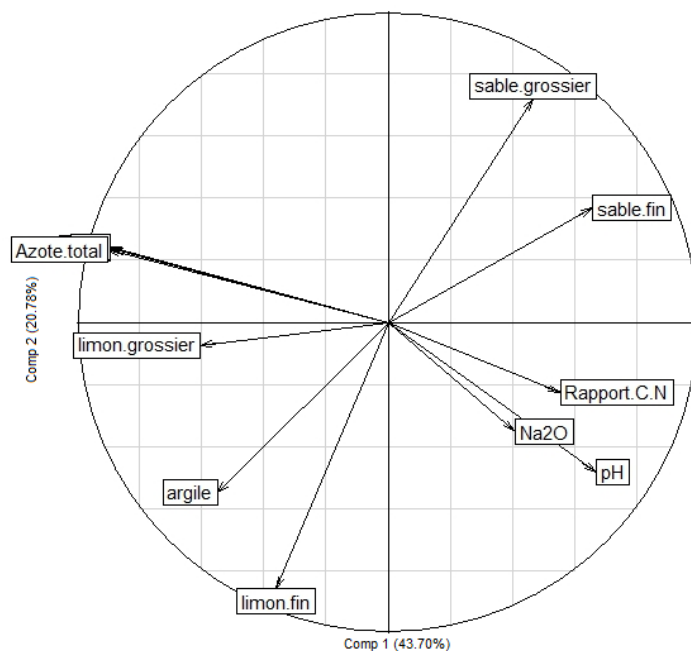 sable.grossier
sable.fin
Azote.total
limon.grossier
Comp 2 (20.78%)
Rapport.C.N
Na2O
pH
argile
limon.fin
Comp 1 (43.70%)